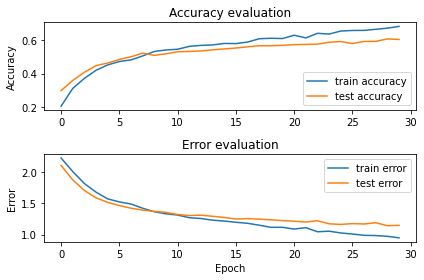 Accuracy evaluation
Accuracy
0.6
0.4
0.2
train accuracy
test accuracy
0 5 10 15 20 25 30
Error evaluation
Error
2.0
1.5
1.0
train error
test error
0 5 10 15 20 25 30
Epoch